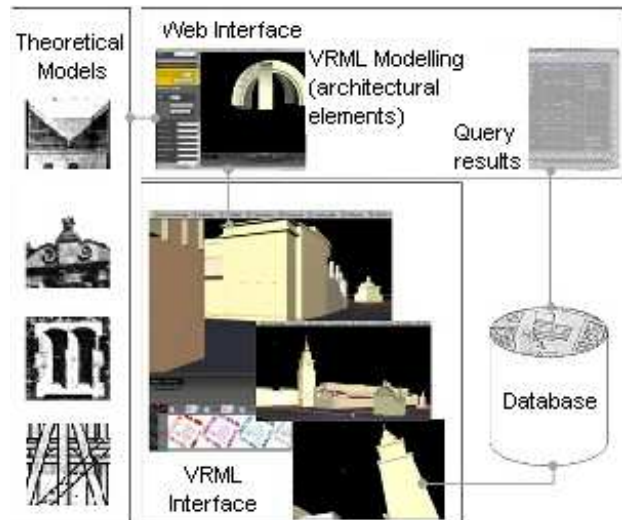 Theoretical
Models
Web Interface
VRML Modelling
(architectural
elements)
Query
results
Database
VRML
Interface